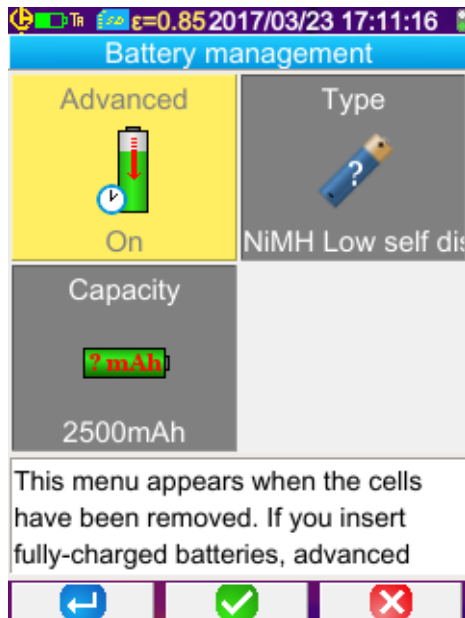 TR ε=0.85 2017/03/23 17:11:16
Battery management
Advanced
On
Type
NiMH Low self dis
Capacity
? mAh
2500mAh
This menu appears when the cells
have been removed. If you insert
fully-charged batteries, advanced